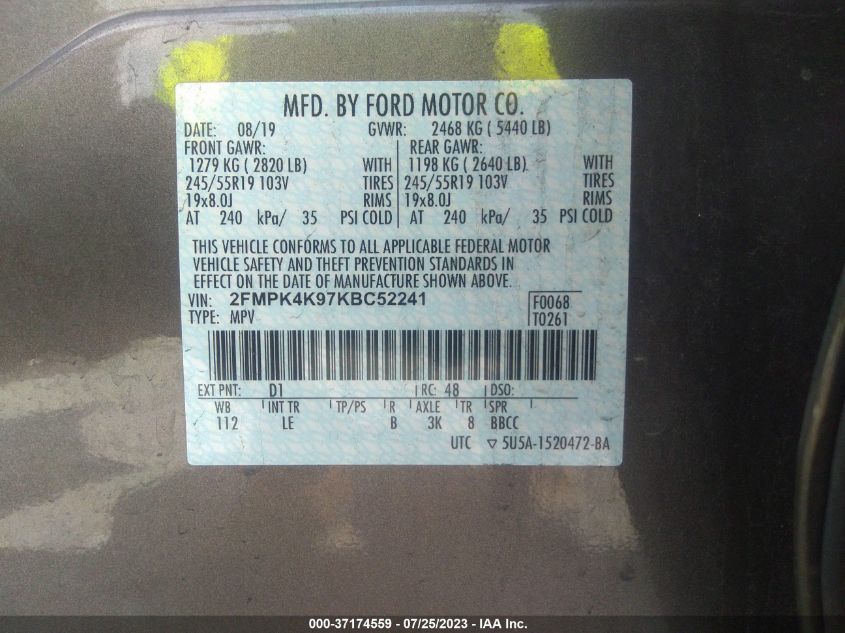 MFD. BY FORD MOTOR CO.
DATE: 08/19 GVWR: 2468 KG ( 5440 LB)
FRONT GAWR: REAR GAWR:
1279 KG ( 2820 LB) WITH 1198 KG ( 2640 LB) WITH
245/55R19 103V TIRES 245/55R19 103V TIRES
19x8.0J RIMS 19x8.0J RIMS
AT 240 kPa/ 35 PSI COLD AT 240 kPa/ 35 PSI COLD
THIS VEHICLE CONFORMS TO ALL APPLICABLE FEDERAL MOTOR
VEHICLE SAFETY AND THEFT PREVENTION STANDARDS IN
EFFECT ON THE DATE OF MANUFACTURE SHOWN ABOVE.
VIN: 2FMPK4K97KBC52241 F0068
TYPE: MPV T0261
EXT PNT: D1 RC: 48 DSO:
WB INT TR TP/PS R AXLE TR SPR
112 LE B 3K 8 BBCC
UTC ▽ 5U5A-1520472-BA
000-37174559 - 07/25/2023 - IAA Inc.